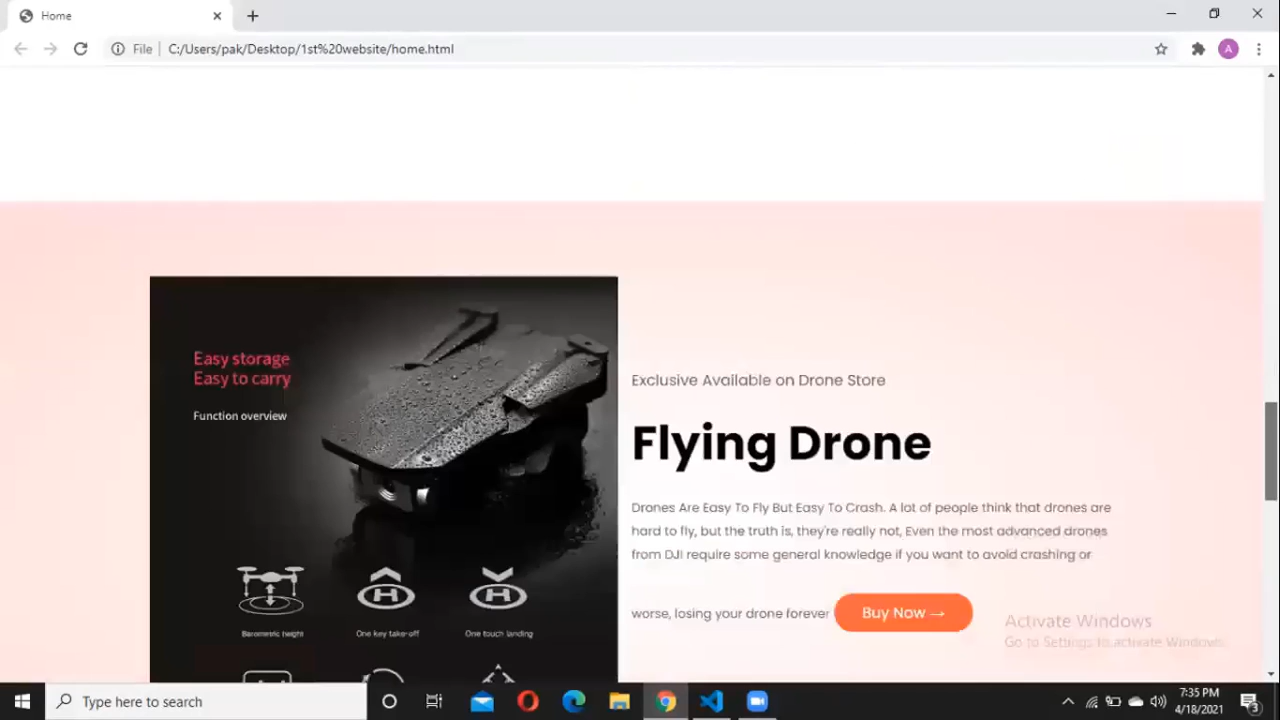 Home
File
C:/Users/pak/Desktop/1st%20website/home.html
A
Easy storage
Easy to carry
Function overview
Barometric height
One key take-off
One touch landing
Exclusive Available on Drone Store
Flying Drone
Drones Are Easy To Fly But Easy To Crash. A lot of people think that drones are
hard to fly, but the truth is, they're really not, Even the most advanced drones
from DJI require some general knowledge if you want to avoid crashing or
worse, losing your drone forever
Buy Now →
Activate Windows
Go to Settings to activate Windows.
Type here to search
7:35 PM
4/18/2021
3